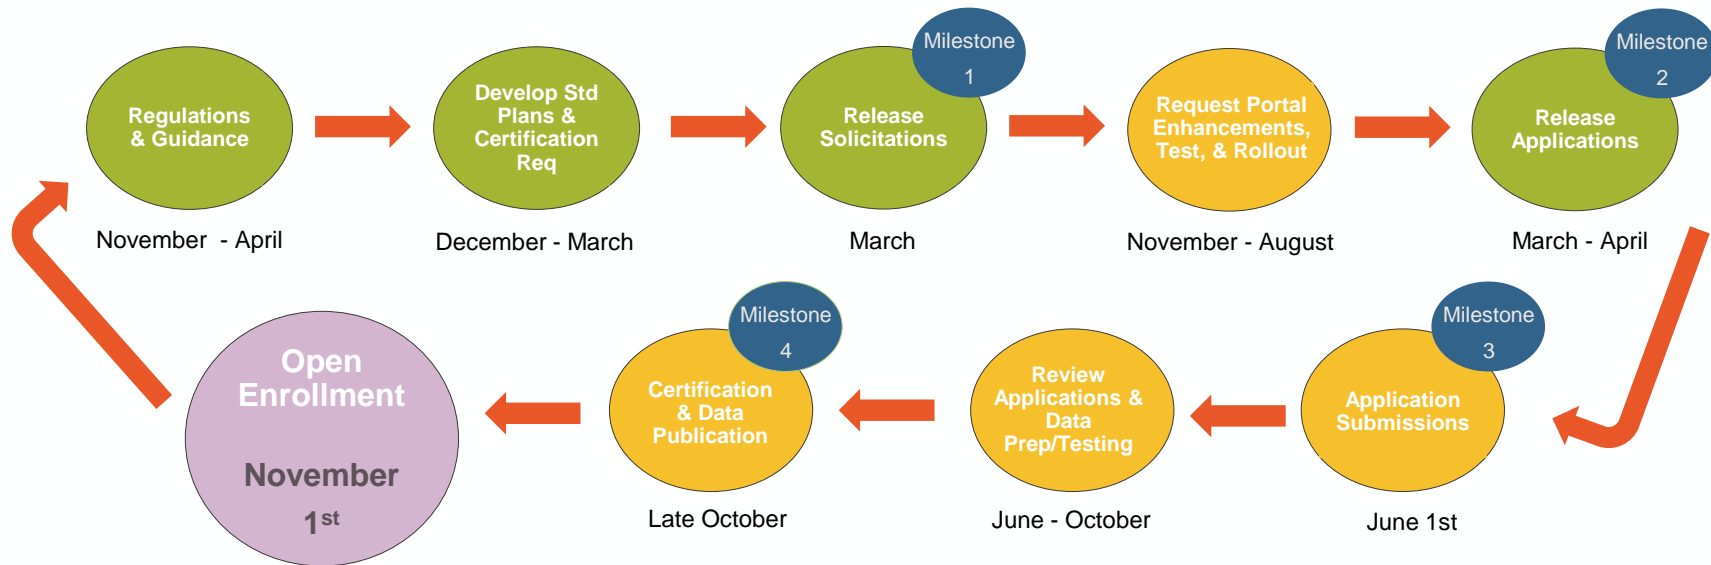 Regulations
& Guidance
November - April
Develop Std
Plans &
Certification
Req
December - March
Milestone
1
Release
Solicitations
March
Request Portal
Enhancements,
Test, & Rollout
November - August
Milestone
2
Release
Applications
March - April
Milestone
3
Application
Submissions
June 1st
Review
Applications &
Data
Prep/Testing
June - October
Milestone
4
Certification
& Data
Publication
Late October
Open
Enrollment
November
1st